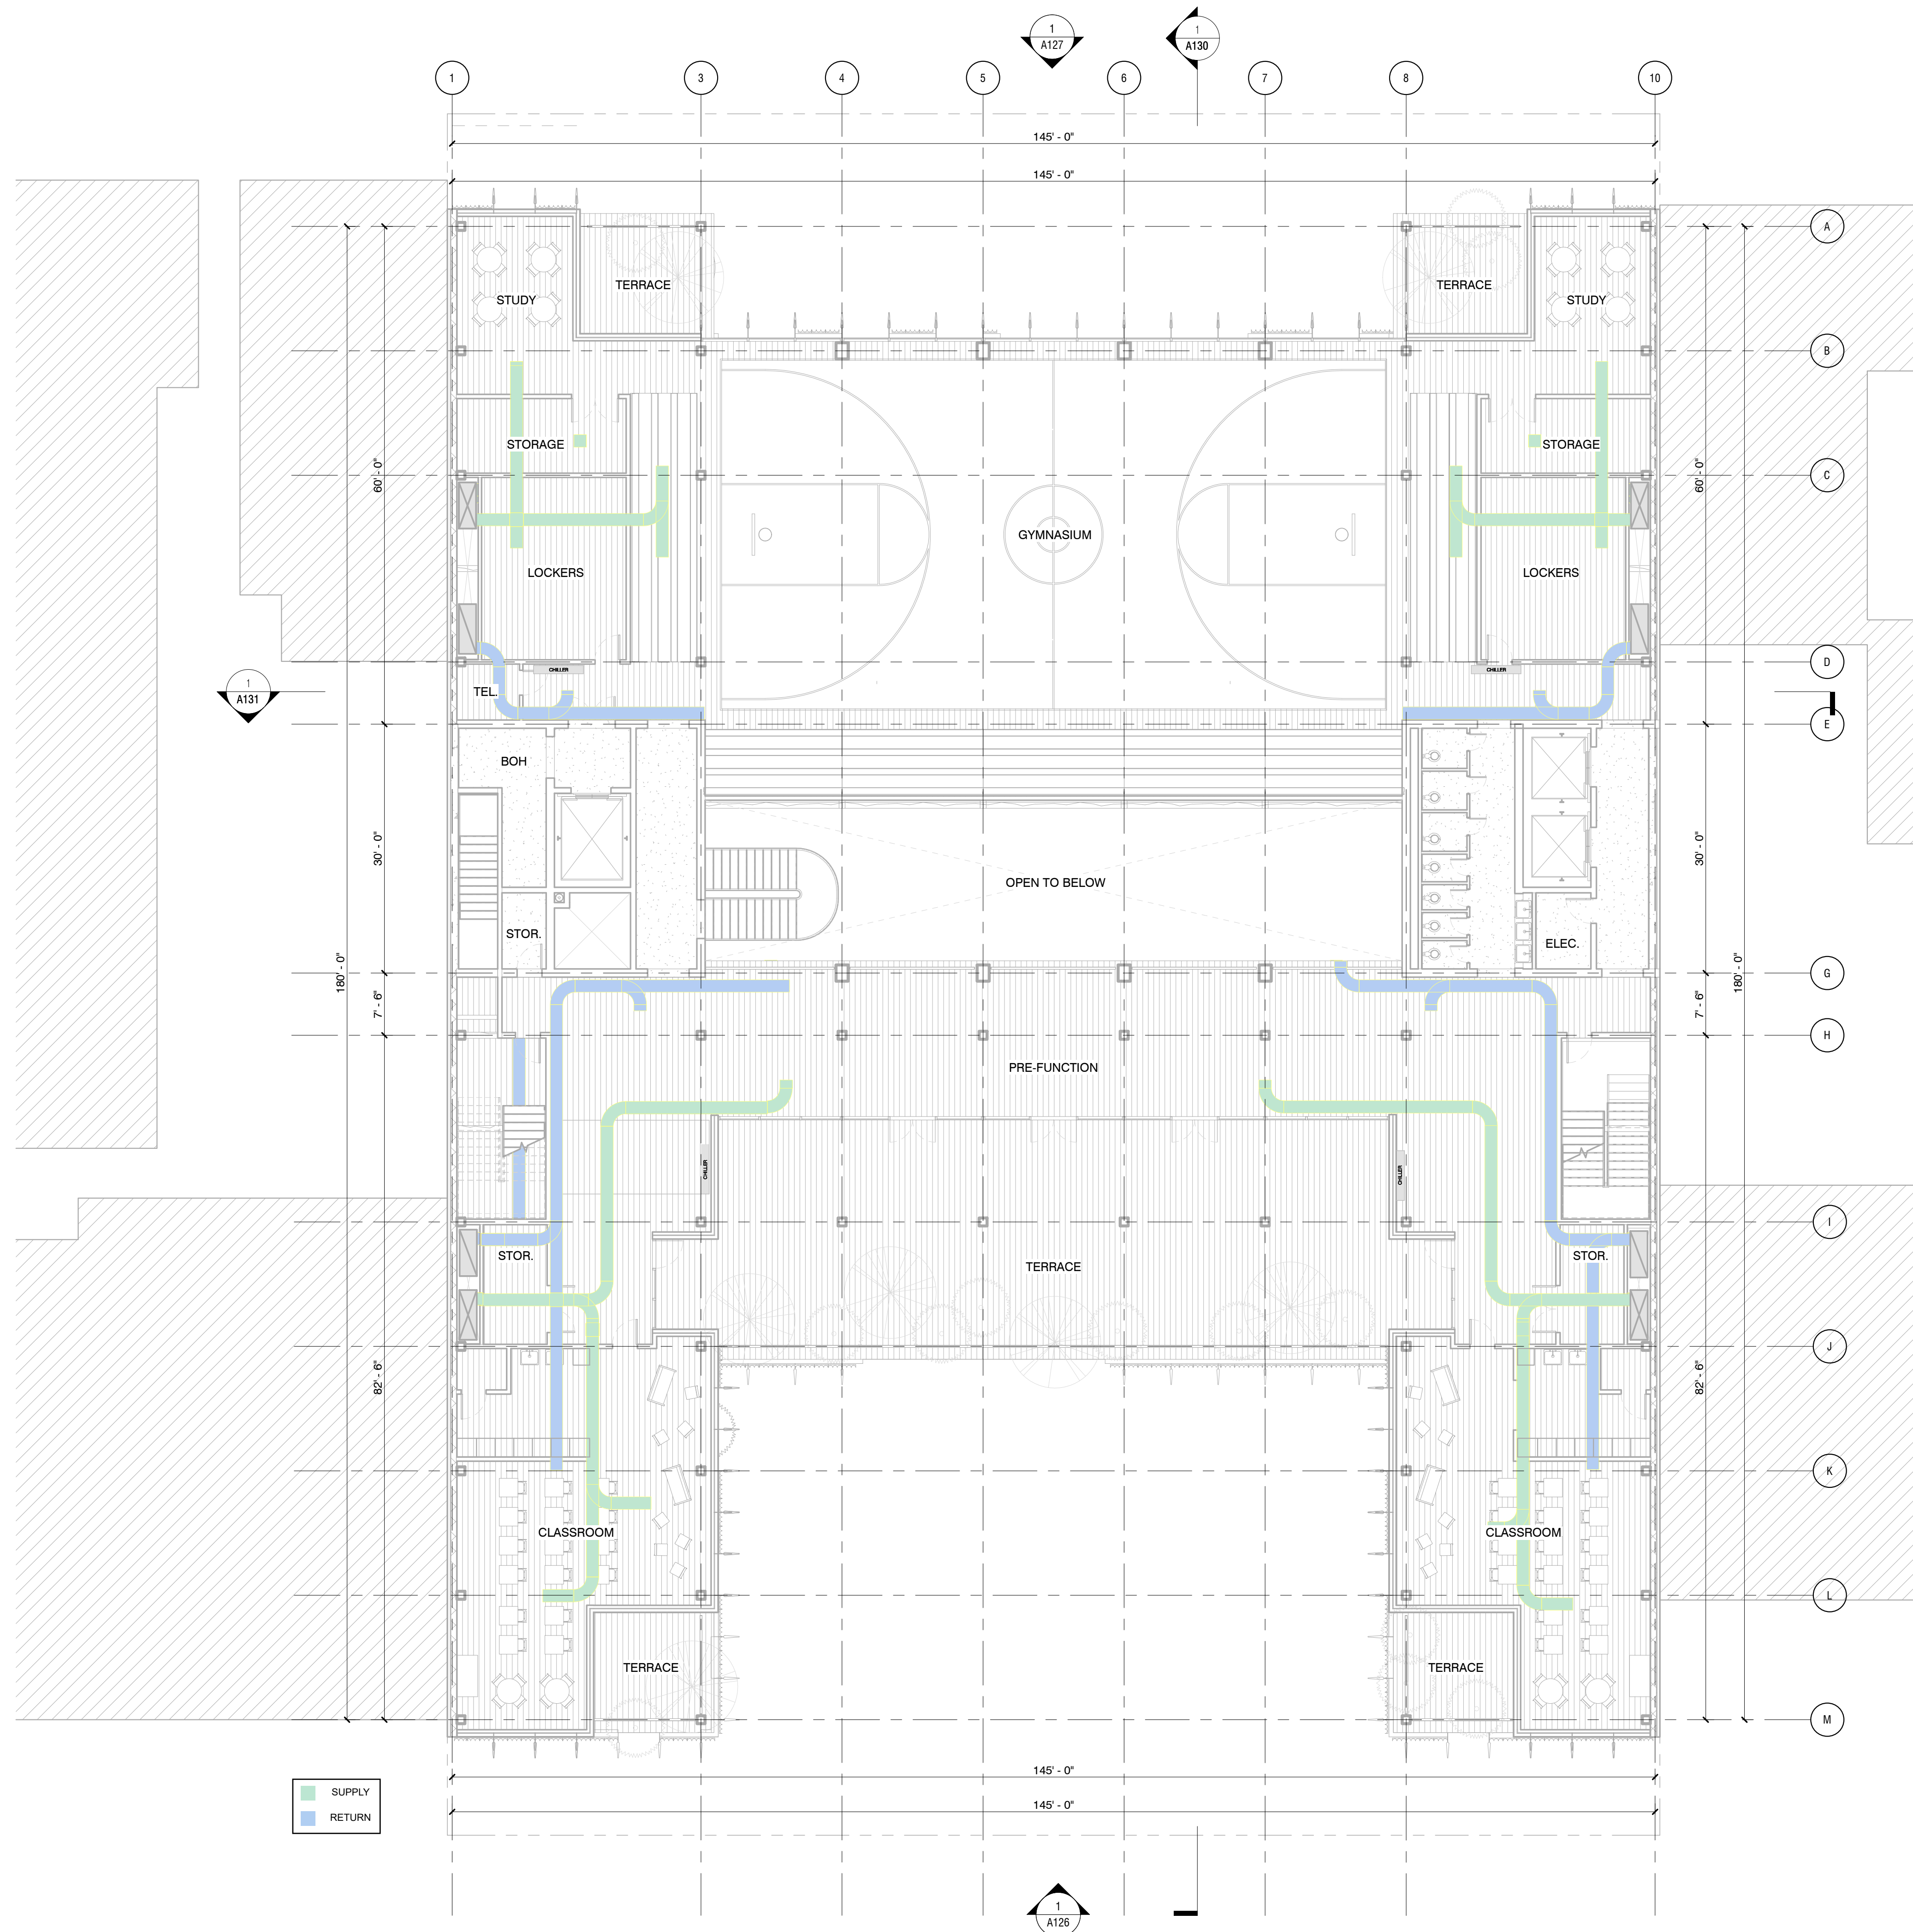 1
A127
1
A130
1
3
4
5
6
7
8
10
145' - 0"
145' - 0"
A
TERRACE
TERRACE
STUDY
STUDY
B
STORAGE
STORAGE
60' - 0"
60' - 0"
C
GYMNASIUM
LOCKERS
LOCKERS
CHILLER
CHILLER
D
1
A131
TEL.
E
BOH
30' - 0"
30' - 0"
OPEN TO BELOW
STOR.
ELEC.
180' - 0"
180' - 0"
G
7' - 6"
7' - 6"
H
PRE-FUNCTION
CHILLER
CHILLER
I
STOR.
STOR.
TERRACE
J
82' - 6"
82' - 6"
K
CLASSROOM
CLASSROOM
L
TERRACE
TERRACE
M
145' - 0"
SUPPLY
145' - 0"
RETURN
1
A126